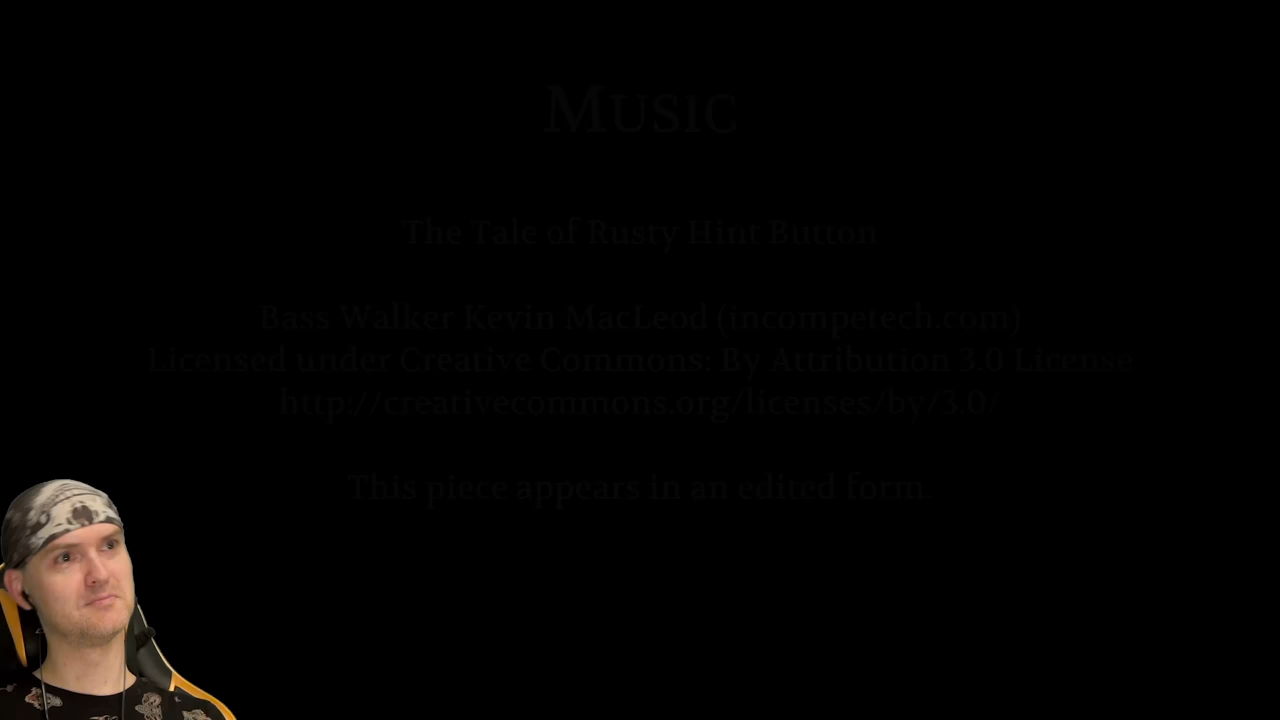 Music
The Tale of Rusty Hint Button
Bass Walker Kevin MacLeod (incompetech.com)
Licensed under Creative Commons: By Attribution 3.0 License
http://creativecommons.org/licenses/by/3.0/
This piece appears in an edited form.